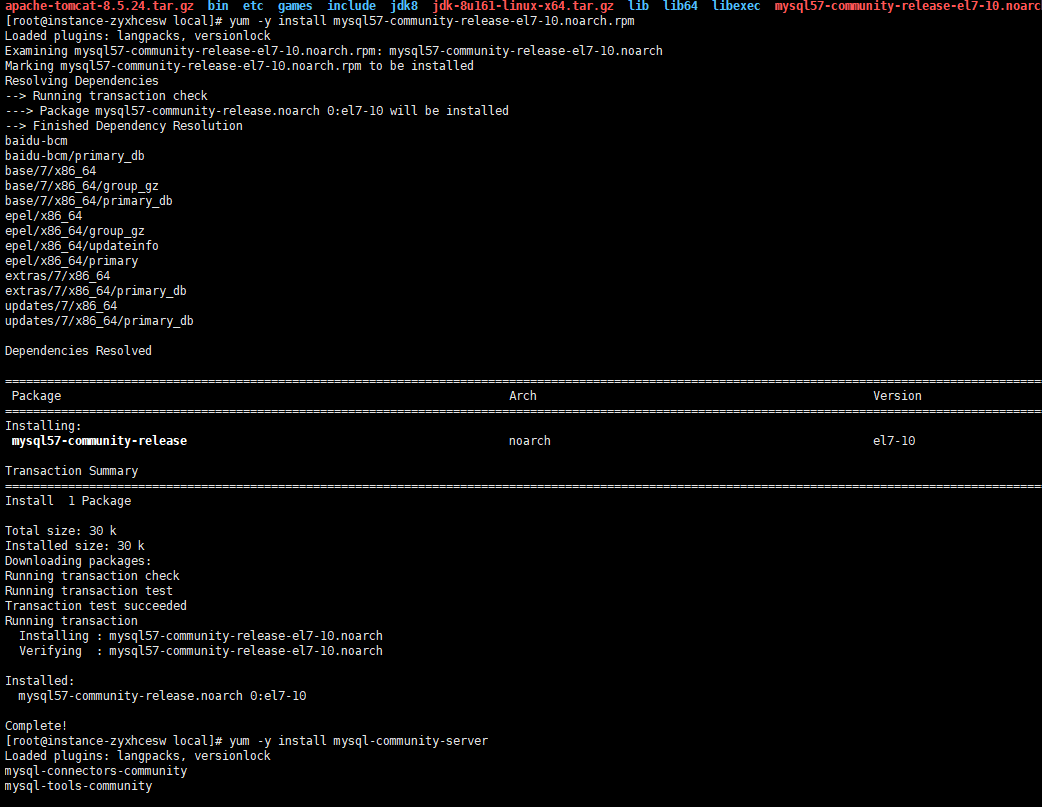 apache-tomcat-8.5.24.tar.gz bin etc games include jdk8 jdk-8u161-linux-x64.tar.gz lib lib64 libexec mysql57-community-release-el7-10.noarc
[root@instance-zyxhcesw local]# yum -y install mysql57-community-release-el7-10.noarch.rpm
Loaded plugins: langpacks, versionlock
Examining mysql57-community-release-el7-10.noarch.rpm: mysql57-community-release-el7-10.noarch
Marking mysql57-community-release-el7-10.noarch.rpm to be installed
Resolving Dependencies
--> Running transaction check
---> Package mysql57-community-release.noarch 0:el7-10 will be installed
--> Finished Dependency Resolution
baidu-bcm
baidu-bcm/primary_db
base/7/x86_64
base/7/x86_64/group_gz
base/7/x86_64/primary_db
epel/x86_64
epel/x86_64/group_gz
epel/x86_64/updateinfo
epel/x86_64/primary
extras/7/x86_64
extras/7/x86_64/primary_db
updates/7/x86_64
updates/7/x86_64/primary_db
Dependencies Resolved
Package Arch Version
Installing:
mysql57-community-release noarch el7-10
Transaction Summary
Install 1 Package
Total size: 30 k
Installed size: 30 k
Downloading packages:
Running transaction check
Running transaction test
Transaction test succeeded
Running transaction
Installing : mysql57-community-release-el7-10.noarch
Verifying : mysql57-community-release-el7-10.noarch
Installed:
mysql57-community-release.noarch 0:el7-10
Complete!
[root@instance-zyxhcesw local]# yum -y install mysql-community-server
Loaded plugins: langpacks, versionlock
mysql-connectors-community
mysql-tools-community